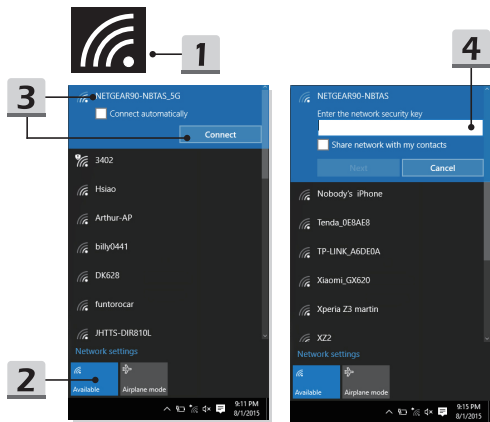 1
3
NETGEAR90-NBTAS_5G
Connect automatically
Connect
3402
Hsiao
Arthur-AP
billy0441
DK628
funtorocar
JHTTS-DIR810L
Network settings
2
Available
Airplane mode
9:11 PM
8/1/2015
4
NETGEAR90-NBTAS
Enter the network security key
Share network with my contacts
Next
Cancel
Nobody's iPhone
Tenda_0E8AE8
TP-LINK_A6DE0A
Xiaomi_GX620
Xperia Z3 martin
XZ2
Network settings
Available
Airplane mode
9:15 PM
8/1/2015